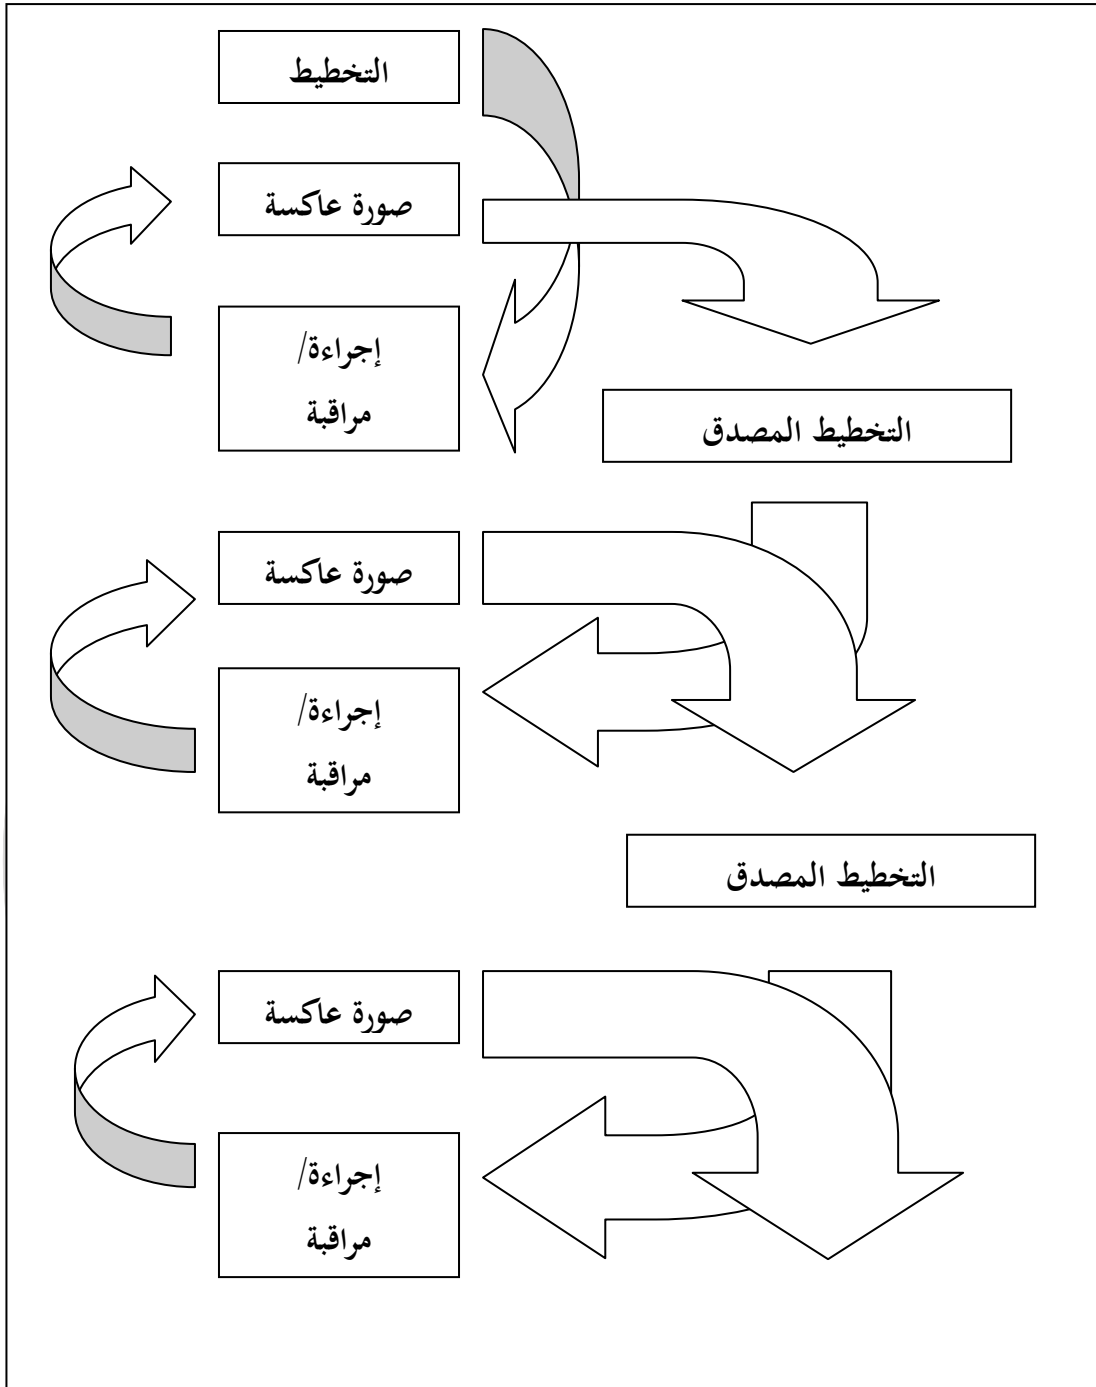 التخطيط
صورة عاكسة
إجراءة/
مراقبة
التخطيط المصدق
صورة عاكسة
إجراءة/
مراقبة
التخطيط المصدق
صورة عاكسة
إجراءة/
مراقبة